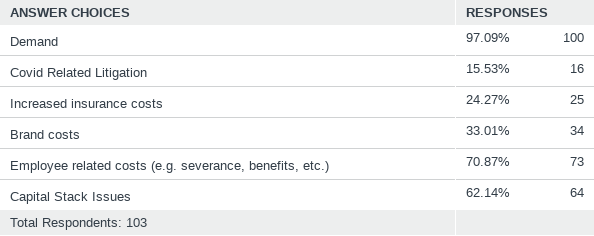 ANSWER CHOICES RESPONSES
Demand 97.09% 100
Covid Related Litigation 15.53% 16
Increased insurance costs 24.27% 25
Brand costs 33.01% 34
Employee related costs (e.g. severance, benefits, etc.) 70.87% 73
Capital Stack Issues 62.14% 64
Total Respondents: 103